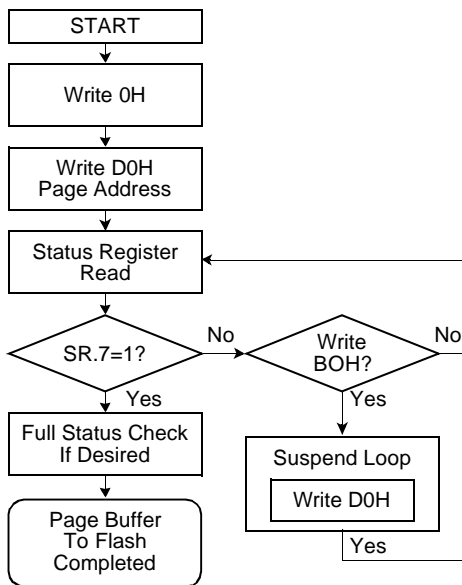 START
Write 0H
Write D0H
Page Address
Status Register
Read
SR.7=1?
No
Write
BOH?
No
Yes
Yes
Full Status Check
If Desired
Suspend Loop
Write D0H
Page Buffer
To Flash
Completed
Yes